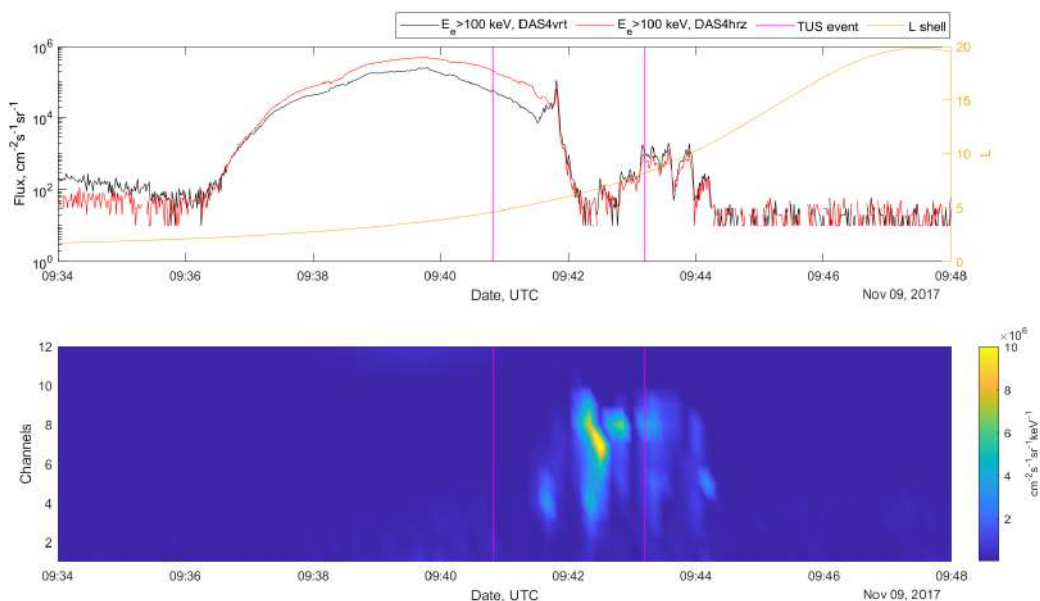 E_e>100 keV, DAS4vrt E_e>100 keV, DAS4hrz TUS event L shell
10^6
10^4
10^2
10^0
Flux, cm^-2s^-1sr^-1
20
15
10
5
0
L
09:34 09:36 09:38 09:40 09:42 09:44 09:46 09:48
Date, UTC
Nov 09, 2017
12
10
8
6
4
2
Channels
×10^6
10
8
6
4
2
cm^-2s^-1sr^-1keV^-1
09:34 09:36 09:38 09:40 09:42 09:44 09:46 09:48
Date, UTC
Nov 09, 2017